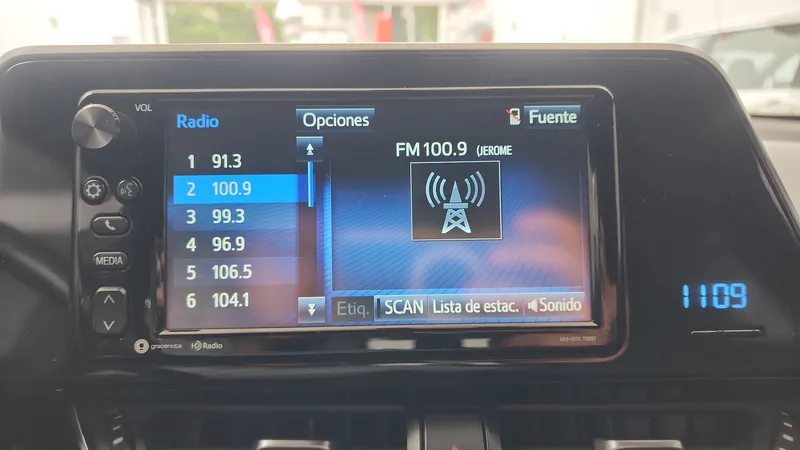 VOL
Radio
Opciones
Fuente
FM 100.9 (JEROME
1 91.3
2 100.9
3 99.3
4 96.9
5 106.5
6 104.1
MEDIA
Etiq. SCAN Lista de estac. Sonido
1109
gracenote HD Radio